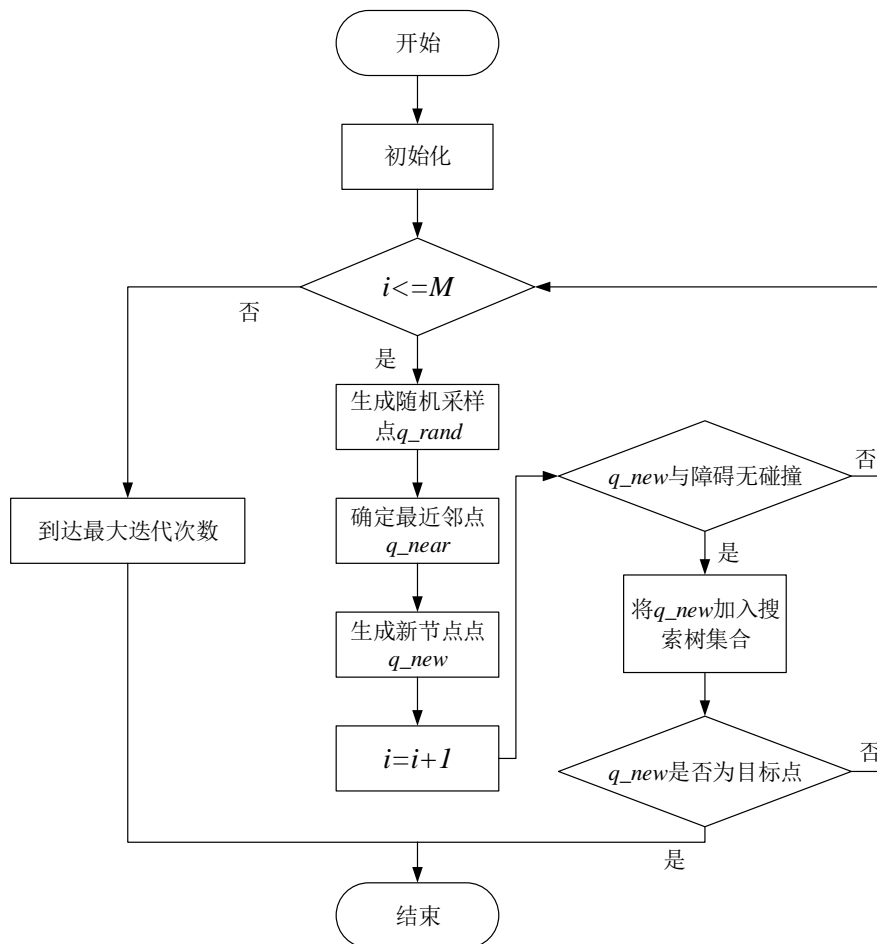 开始
初始化
i<=M
否
是
生成随机采样
点q_rand
确定最近邻点
q_near
生成新节点点
q_new
i=i+1
到达最大迭代次数
q_new与障碍无碰撞
否
是
将q_new加入搜
索树集合
q_new是否为目标点
否
是
结束